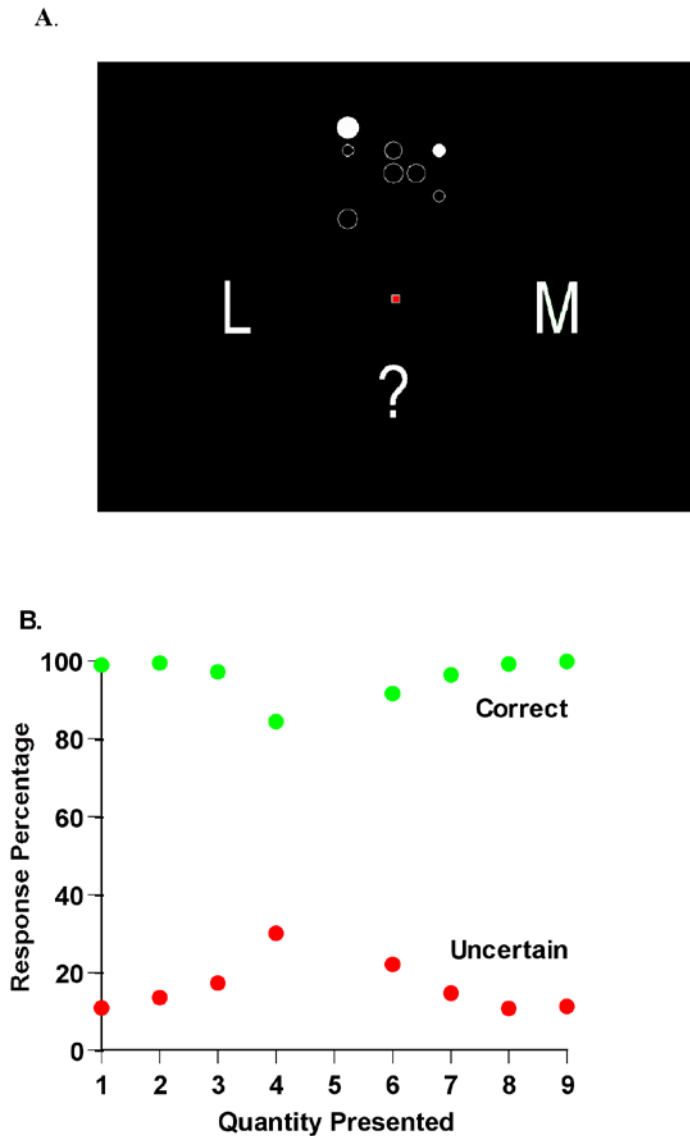 A.
L
M
?
B.
100
80
60
40
20
0
Response Percentage
Correct
Uncertain
1 2 3 4 5 6 7 8 9
Quantity Presented